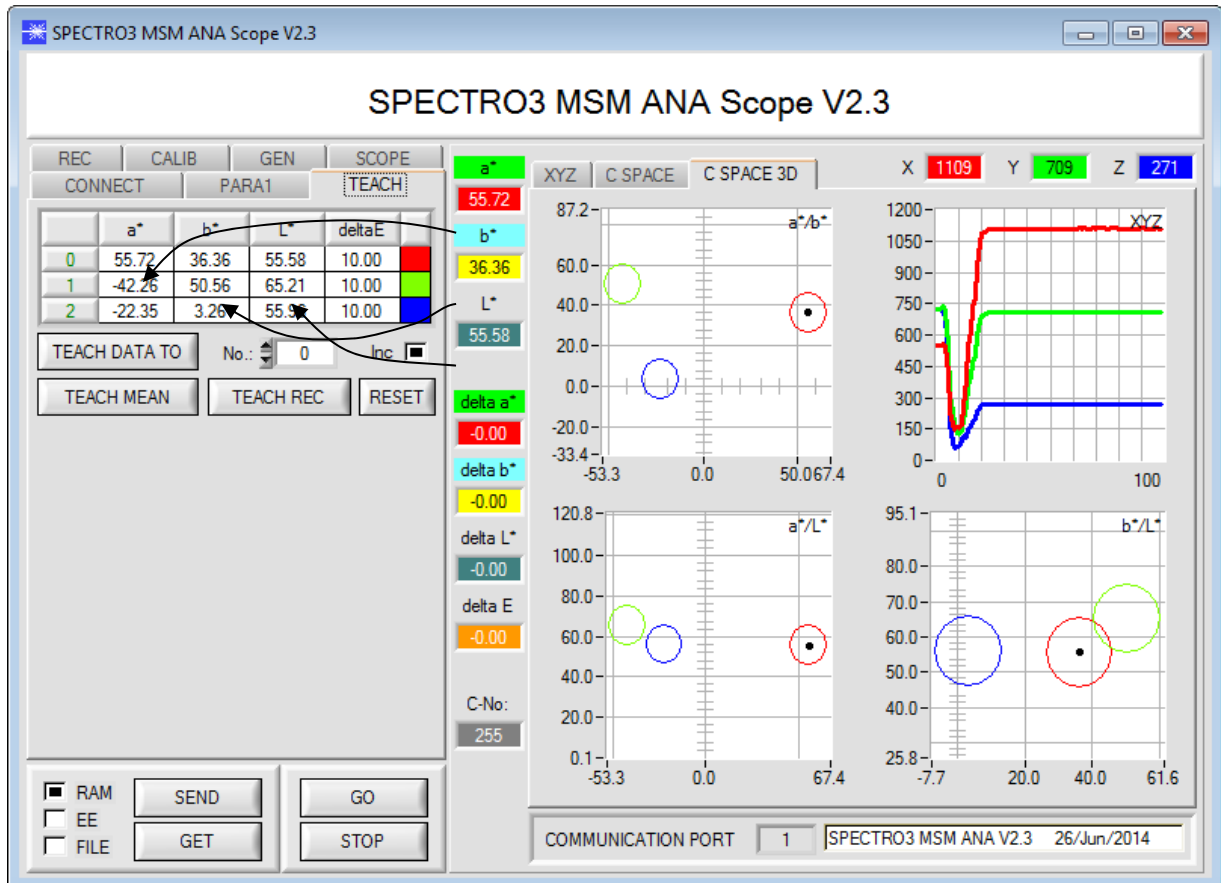 SPECTRO3 MSM ANA Scope V2.3
SPECTRO3 MSM ANA Scope V2.3
REC CALIB GEN SCOPE
CONNECT PARA1 TEACH
a* b* L* deltaE
0 55.72 36.36 55.58 10.00
1 -42.26 50.56 65.21 10.00
2 -22.35 3.26 10.00
TEACH DATA TO No.: 0 Inc
TEACH MEAN TEACH REC RESET
a*
55.72
b*
36.36
L*
55.58
delta a*
-0.00
delta b*
-0.00
delta L*
-0.00
delta E
-0.00
C-No:
255
XYZ C SPACE C SPACE 3D
X 1109 Y 709 Z 271
a*/b*
87.2
60.0
40.0
20.0
0.0
-20.0
-33.4
-53.3 0.0 50.067.4
XYZ
1200
1050
900
750
600
450
300
150
0
0 100
a*/L*
120.8
100.0
80.0
60.0
40.0
20.0
0.1
-53.3 0.0 67.4
b*/L*
95.1
80.0
70.0
60.0
50.0
40.0
25.8
-7.7 20.0 40.0 61.6
RAM SEND GO
EE
FILE GET STOP
COMMUNICATION PORT 1 SPECTRO3 MSM ANA V2.3 26/Jun/2014